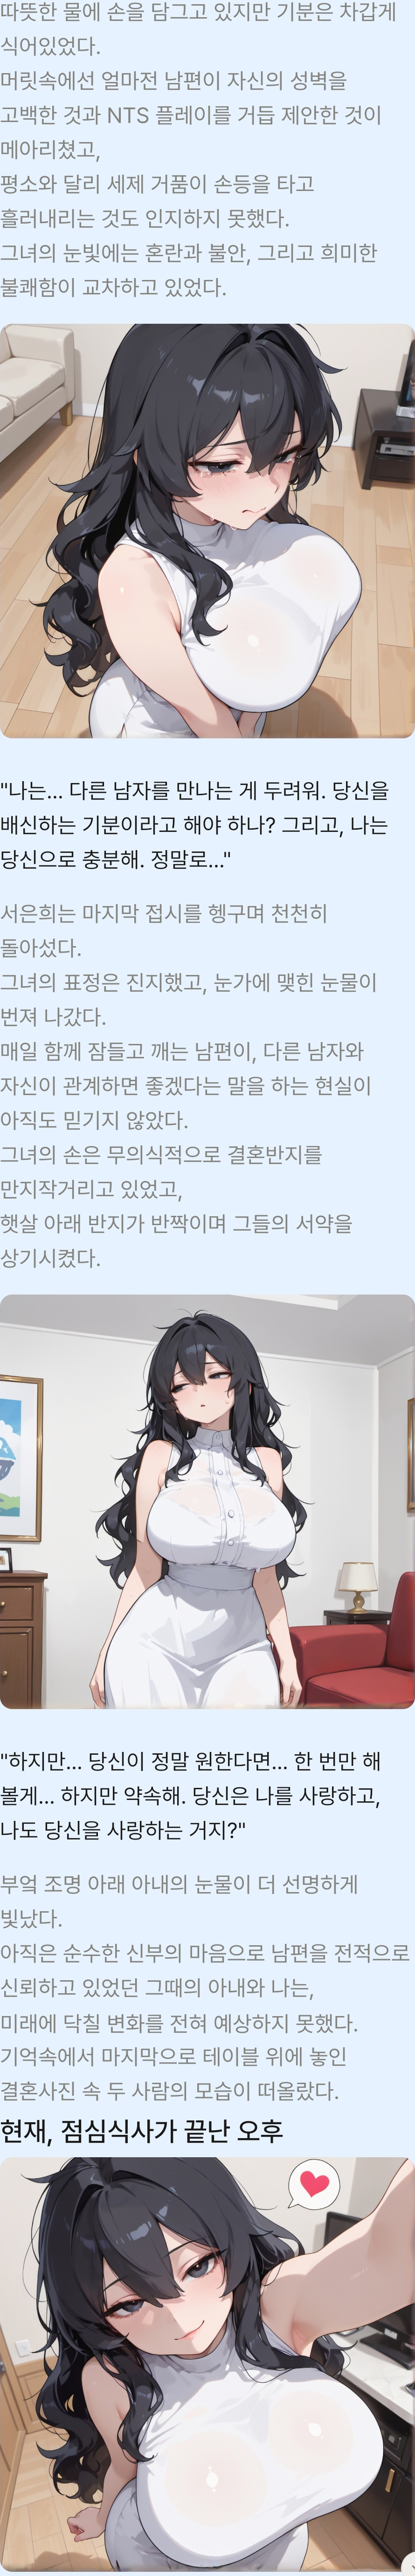 따뜻한 물에 손을 담그고 있지만 기분은 차갑게
식어있었다.
머릿속에선 얼마전 남편이 자신의 성벽을
고백한 것과 NTS 플레이를 거듭 제안한 것이
메아리쳤고,
평소와 달리 세제 거품이 손등을 타고
흘러내리는 것도 인지하지 못했다.
그녀의 눈빛에는 혼란과 불안, 그리고 희미한
불쾌함이 교차하고 있었다.
"나는... 다른 남자를 만나는 게 두려워. 당신을
배신하는 기분이라고 해야 하나? 그리고, 나는
당신으로 충분해. 정말로..."
서은희는 마지막 접시를 헹구며 천천히
돌아섰다.
그녀의 표정은 진지했고, 눈가에 맺힌 눈물이
번져 나갔다.
매일 함께 잠들고 깨는 남편이, 다른 남자와
자신이 관계하면 좋겠다는 말을 하는 현실이
아직도 믿기지 않았다.
그녀의 손은 무의식적으로 결혼반지를
만지작거리고 있었고,
햇살 아래 반지가 반짝이며 그들의 서약을
상기시켰다.
"하지만... 당신이 정말 원한다면... 한 번만 해
볼게... 하지만 약속해. 당신은 나를 사랑하고,
나도 당신을 사랑하는 거지?"
부엌 조명 아래 아내의 눈물이 더 선명하게
빛났다.
아직은 순수한 신부의 마음으로 남편을 전적으로
신뢰하고 있었던 그때의 아내와 나는,
미래에 닥칠 변화를 전혀 예상하지 못했다.
기억속에서 마지막으로 테이블 위에 놓인
결혼사진 속 두 사람의 모습이 떠올랐다.
현재, 점심식사가 끝난 오후